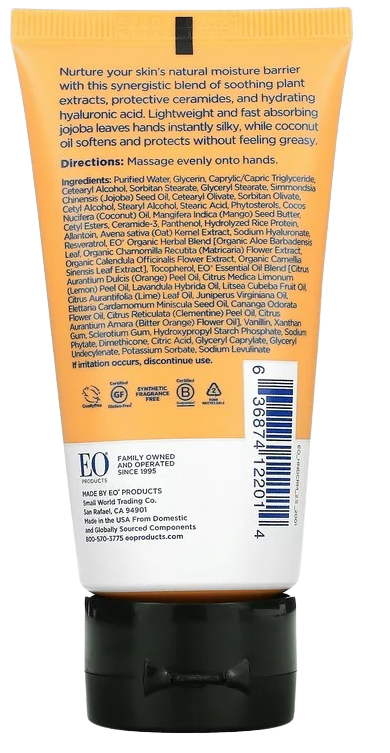 Nurture your skin's natural moisture barrier
with this synergistic blend of soothing plant
extracts, protective ceramides, and hydrating
hyaluronic acid. Lightweight and fast absorbing
jojoba leaves hands instantly silky, while coconut
oil softens and protects without feeling greasy.
Directions: Massage evenly onto hands.
Ingredients: Purified Water, Glycerin, Caprylic/Capric Triglyceride,
Cetearyl Alcohol, Sorbitan Stearate, Glyceryl Stearate, Simmondsia
Chinensis (Jojoba) Seed Oil, Cetearyl Olivate, Sorbitan Olivate,
Cetyl Alcohol, Stearyl Alcohol, Stearic Acid, Phytosterols, Cocos
Nucifera (Coconut) Oil, Mangifera Indica (Mango) Seed Butter,
Cetyl Esters, Ceramide-3, Panthenol, Hydrolyzed Rice Protein,
Allantoin, Avena sativa (Oat) Kernel Extract, Sodium Hyaluronate,
Resveratrol, EO® Organic Herbal Blend [Organic Aloe Barbadensis
Leaf, Organic Chamomilla Recutita (Matricaria) Flower Extract,
Organic Calendula Officinalis Flower Extract, Organic Camellia
Sinensis Leaf Extract], Tocopherol, EO® Essential Oil Blend [Citrus
Aurantium Dulcis (Orange) Peel Oil, Citrus Medica Limonum
(Lemon) Peel Oil, Lavandula Hybrida Oil, Litsea Cubeba Fruit Oil,
Citrus Aurantifolia (Lime) Leaf Oil, Juniperus Virginiana Oil,
Elettaria Cardamomum Miniscula Seed Oil, Cananga Odorata
Flower Oil, Citrus Reticulata (Clementine) Peel Oil, Citrus
Aurantium Amara (Bitter Orange) Flower Oil], Vanillin, Xanthan
Gum, Sclerotium Gum, Hydroxypropyl Starch Phosphate, Sodium
Phytate, Dimethicone, Citric Acid, Glyceryl Caprylate, Glyceryl
Undecylenate, Potassium Sorbate, Sodium Levulinate
If irritation occurs, discontinue use.
CrueltyFree
Certified
GF
Gluten-Free
SYNTHETIC
FRAGRANCE
FREE
Certified
B
Corporation
2
TUBE
RECYCLABLE
6 36874 12201 4
EO®
PRODUCTS
FAMILY OWNED
AND OPERATED
SINCE 1995
MADE BY EO® PRODUCTS
Small World Trading Co.
San Rafael, CA 94901
Made in the USA From Domestic
and Globally Sourced Components
800-570-3775 eoproducts.com